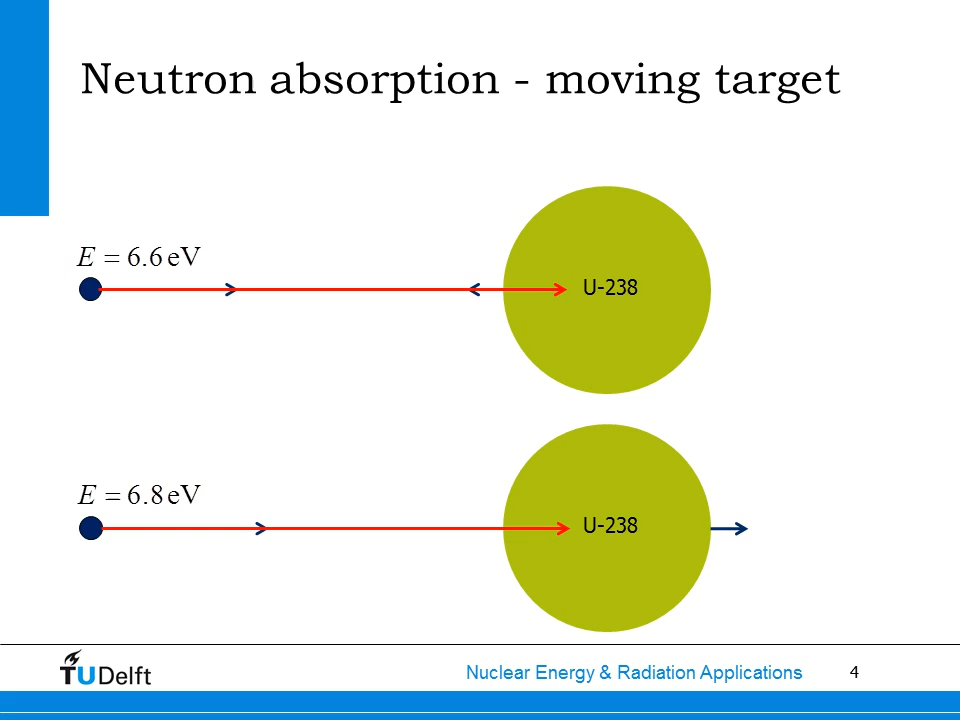 Neutron absorption - moving target
E = 6.6 eV
U-238
E = 6.8 eV
U-238
TUDelft
Nuclear Energy & Radiation Applications
4